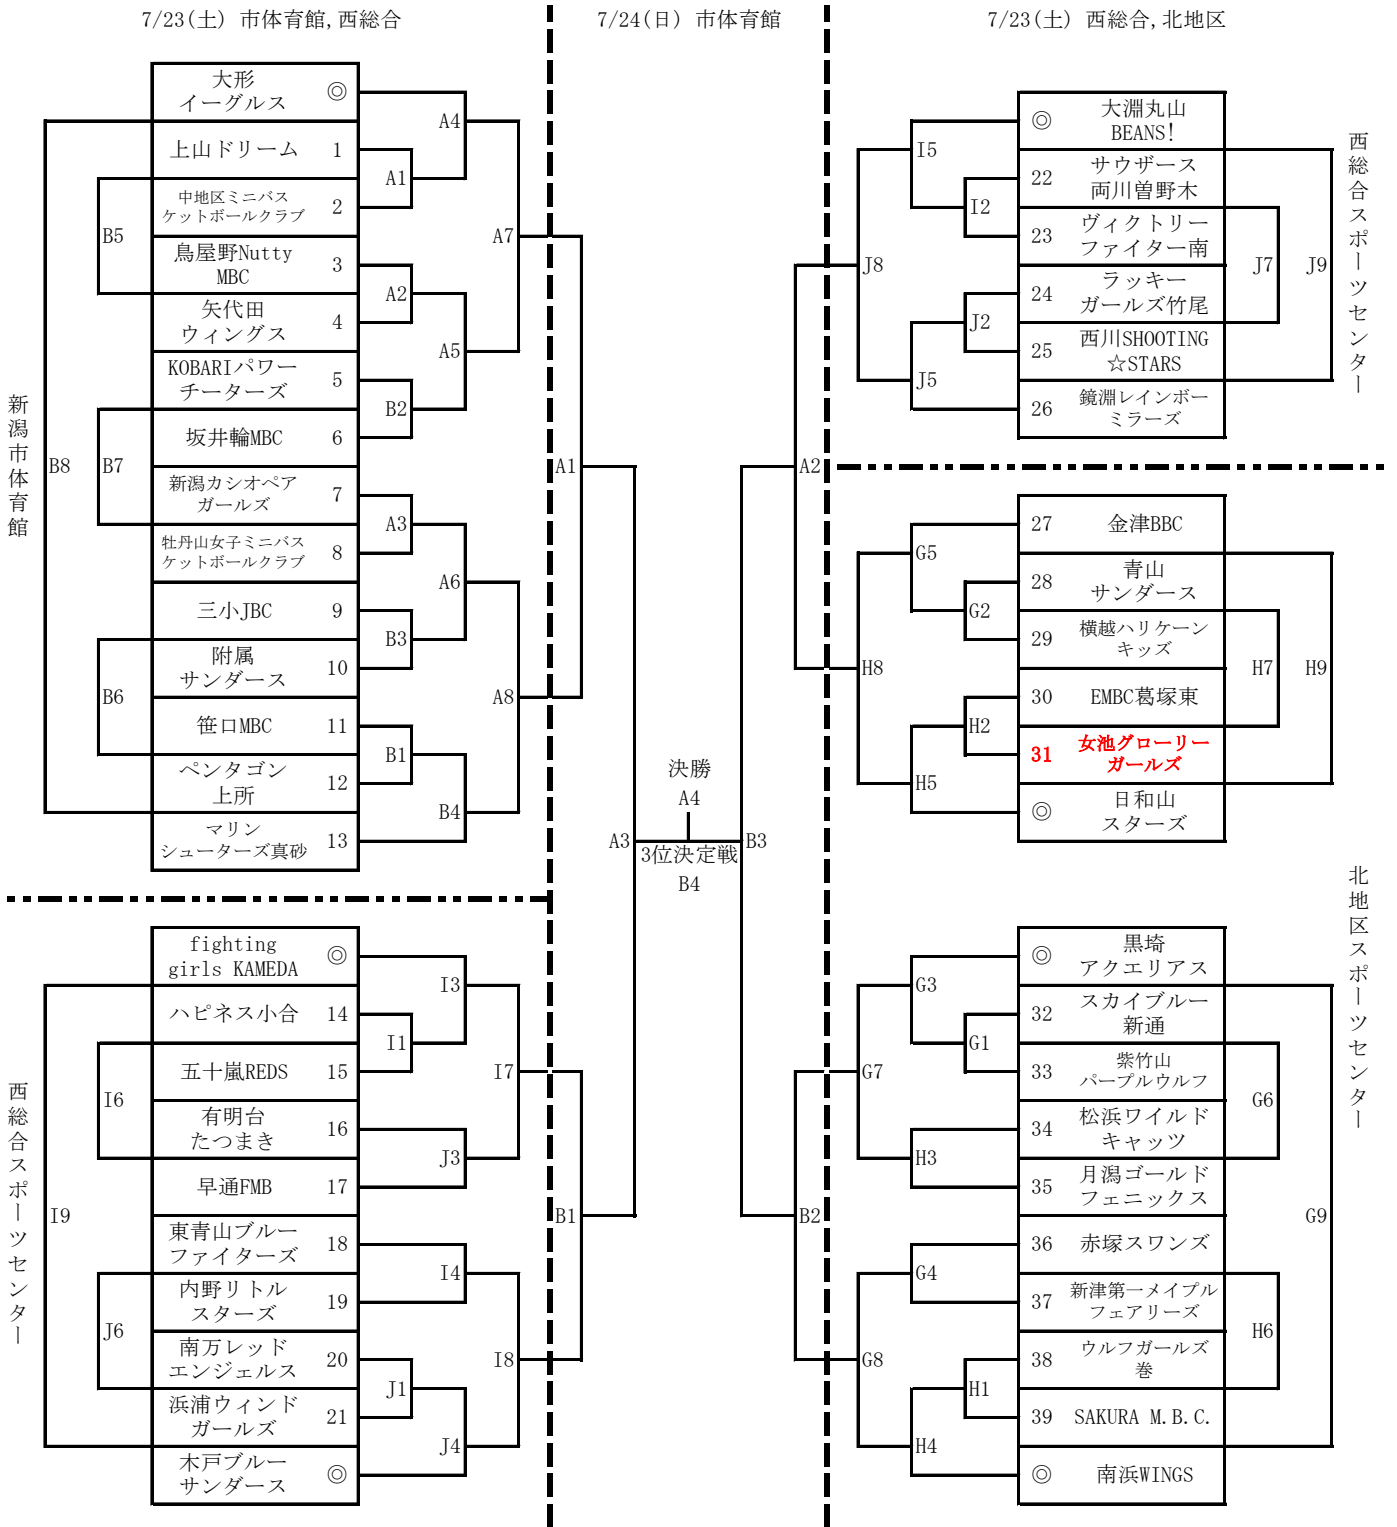 7/23(土) 市体育館,西総合
7/24(日) 市体育館
7/23(土) 西総合,北地区
新潟市体育館
大形
イーグルス
◎
上山ドリーム 1
中地区ミニバス
ケットボールクラブ
2
鳥屋野Nutty
MBC
3
矢代田
ウィングス
4
KOBARIパワー
チーターズ
5
坂井輪MBC 6
新潟カシオペア
ガールズ
7
牡丹山女子ミニバス
ケットボールクラブ
8
三小JBC 9
附属
サンダース
10
笹口MBC 11
ペンタゴン
上所
12
マリン
シューターズ真砂
13
B8
B5
B7
B6
A1
A2
B2
A3
B3
B1
A4
A5
A6
B4
A7
A8
A1
西総合スポーツセンター
fighting
girls KAMEDA
◎
ハピネス小合 14
五十嵐REDS 15
有明台
たつまき
16
早通FMB 17
東青山ブルー
ファイターズ
18
内野リトル
スターズ
19
南万レッド
エンジェルス
20
浜浦ウィンド
ガールズ
21
木戸ブルー
サンダース
◎
I9
I6
J6
I1
J1
I3
J3
I4
J4
I7
I8
B1
A3
決勝
A4
3位決定戦
B4
B3
A2
B2
西総合スポーツセンター
◎
大淵丸山
BEANS!
22
サウザース
両川曽野木
23
ヴィクトリー
ファイター南
24
ラッキー
ガールズ竹尾
25
西川SHOOTING
☆STARS
26
鏡淵レインボー
ミラーズ
I5
I2
J2
J5
J8
J7
J9
北地区スポーツセンター
27 金津BBC
28
青山
サンダース
29
横越ハリケーン
キッズ
30 EMBC葛塚東
31
女池グローリー
ガールズ
◎
日和山
スターズ
G5
G2
H2
H5
H8
H7
H9
◎
黒埼
アクエリアス
32
スカイブルー
新通
33
紫竹山
パープルウルフ
34
松浜ワイルド
キャッツ
35
月潟ゴールド
フェニックス
36 赤塚スワンズ
37
新津第一メイプル
フェアリーズ
38
ウルフガールズ
巻
39 SAKURA M.B.C.
◎ 南浜WINGS
G3
G1
H3
G7
G4
H1
H4
G8
G6
H6
G9